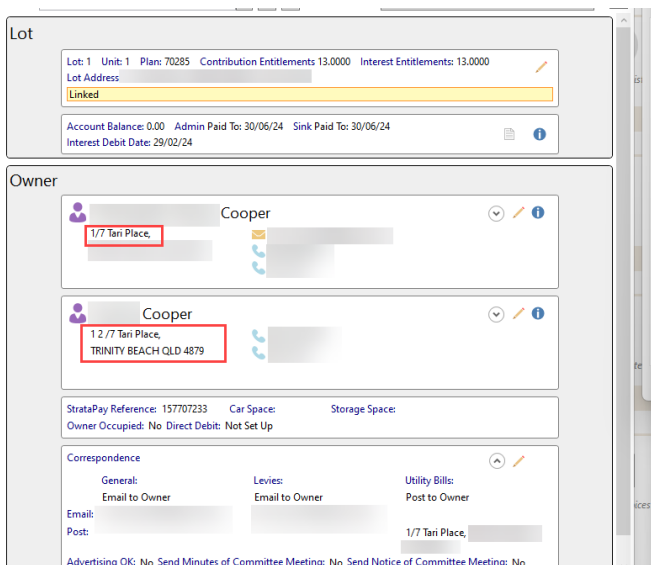 Lot
Lot: 1 Unit: 1 Plan: 70285 Contribution Entitlements 13.0000 Interest Entitlements: 13.0000
Lot Address
Linked
Account Balance: 0.00 Admin Paid To: 30/06/24 Sink Paid To: 30/06/24
Interest Debit Date: 29/02/24
Owner
Cooper
1/7 Tari Place,
Cooper
1 2 /7 Tari Place,
TRINITY BEACH QLD 4879
StrataPay Reference: 157707233 Car Space: Storage Space:
Owner Occupied: No Direct Debit: Not Set Up
Correspondence
General: Levies: Utility Bills:
Email to Owner Email to Owner Post to Owner
Email:
Post: 1/7 Tari Place,
Advertising OK: No Send Minutes of Committee Meeting: No Send Notice of Committee Meeting: No